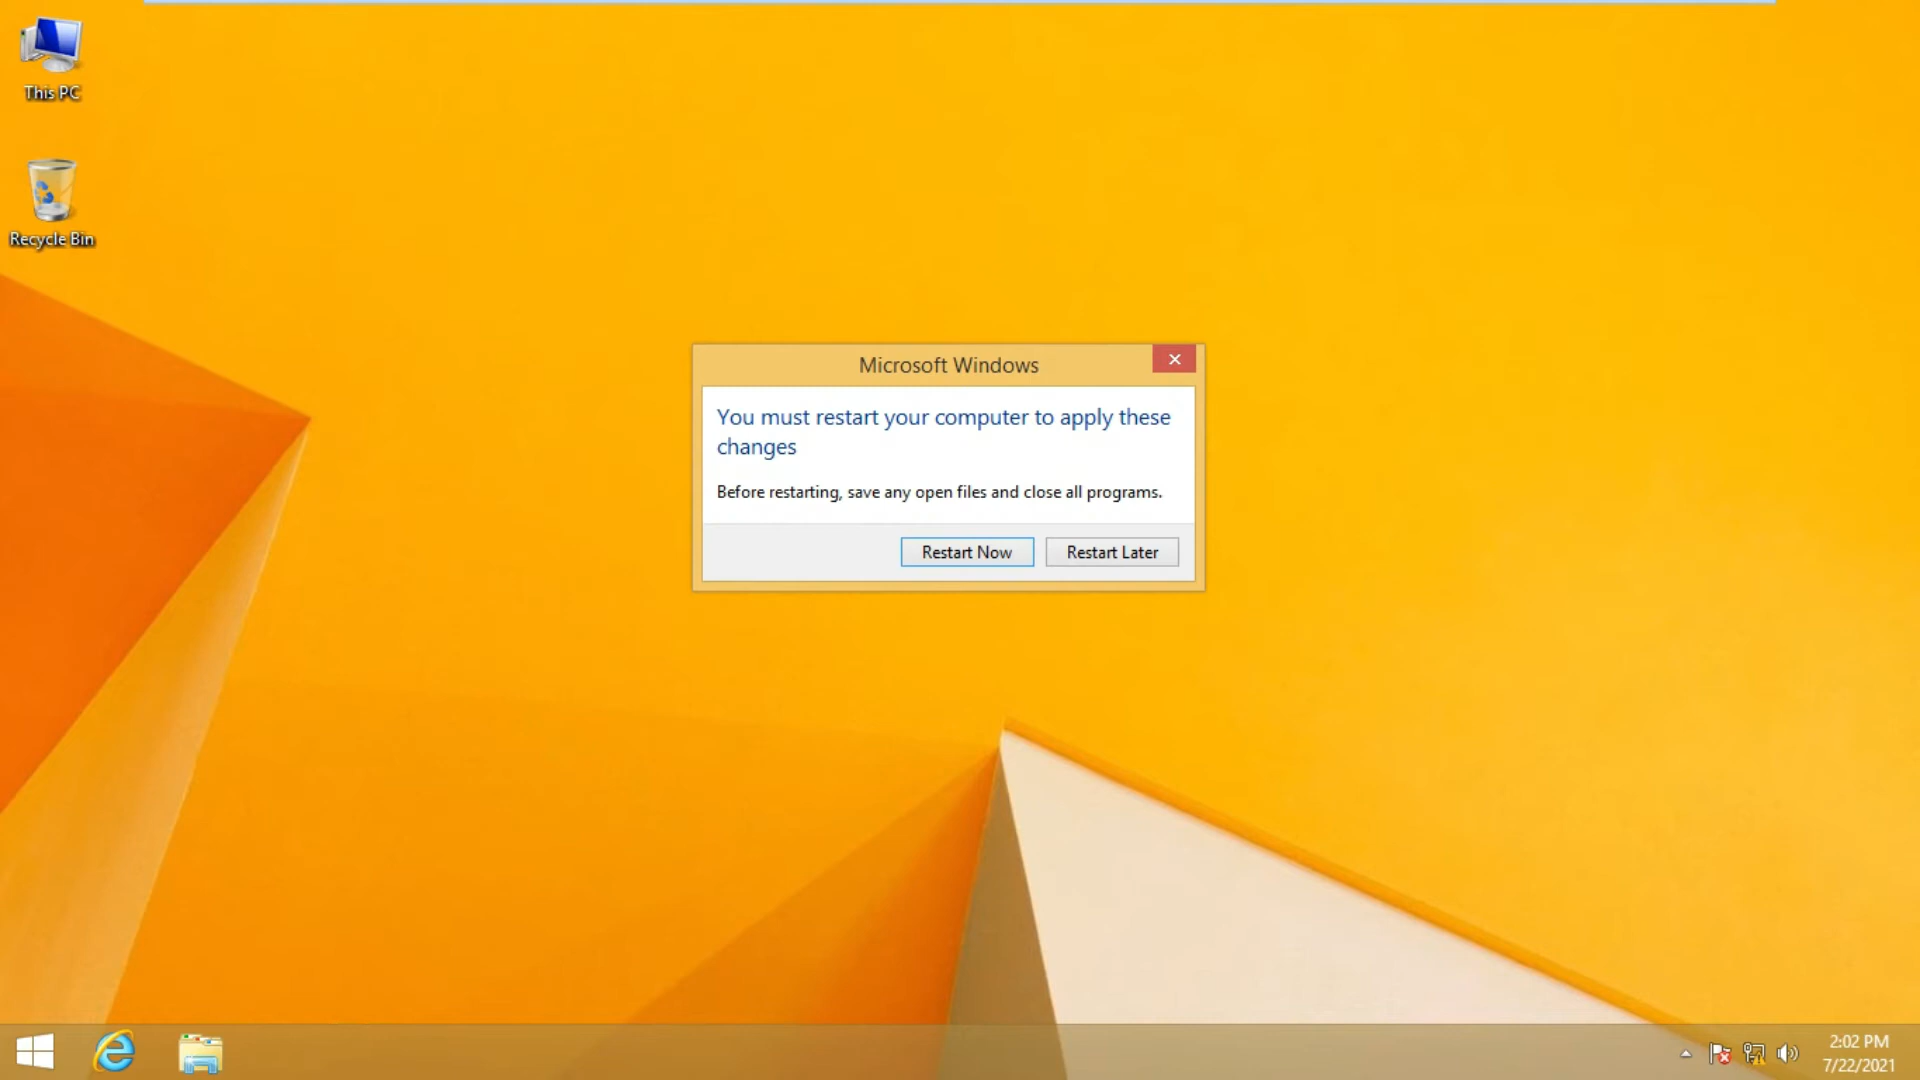 This PC
Recycle Bin
Microsoft Windows
You must restart your computer to apply these
changes
Before restarting, save any open files and close all programs.
Restart Now
Restart Later
2:02 PM
7/22/2021